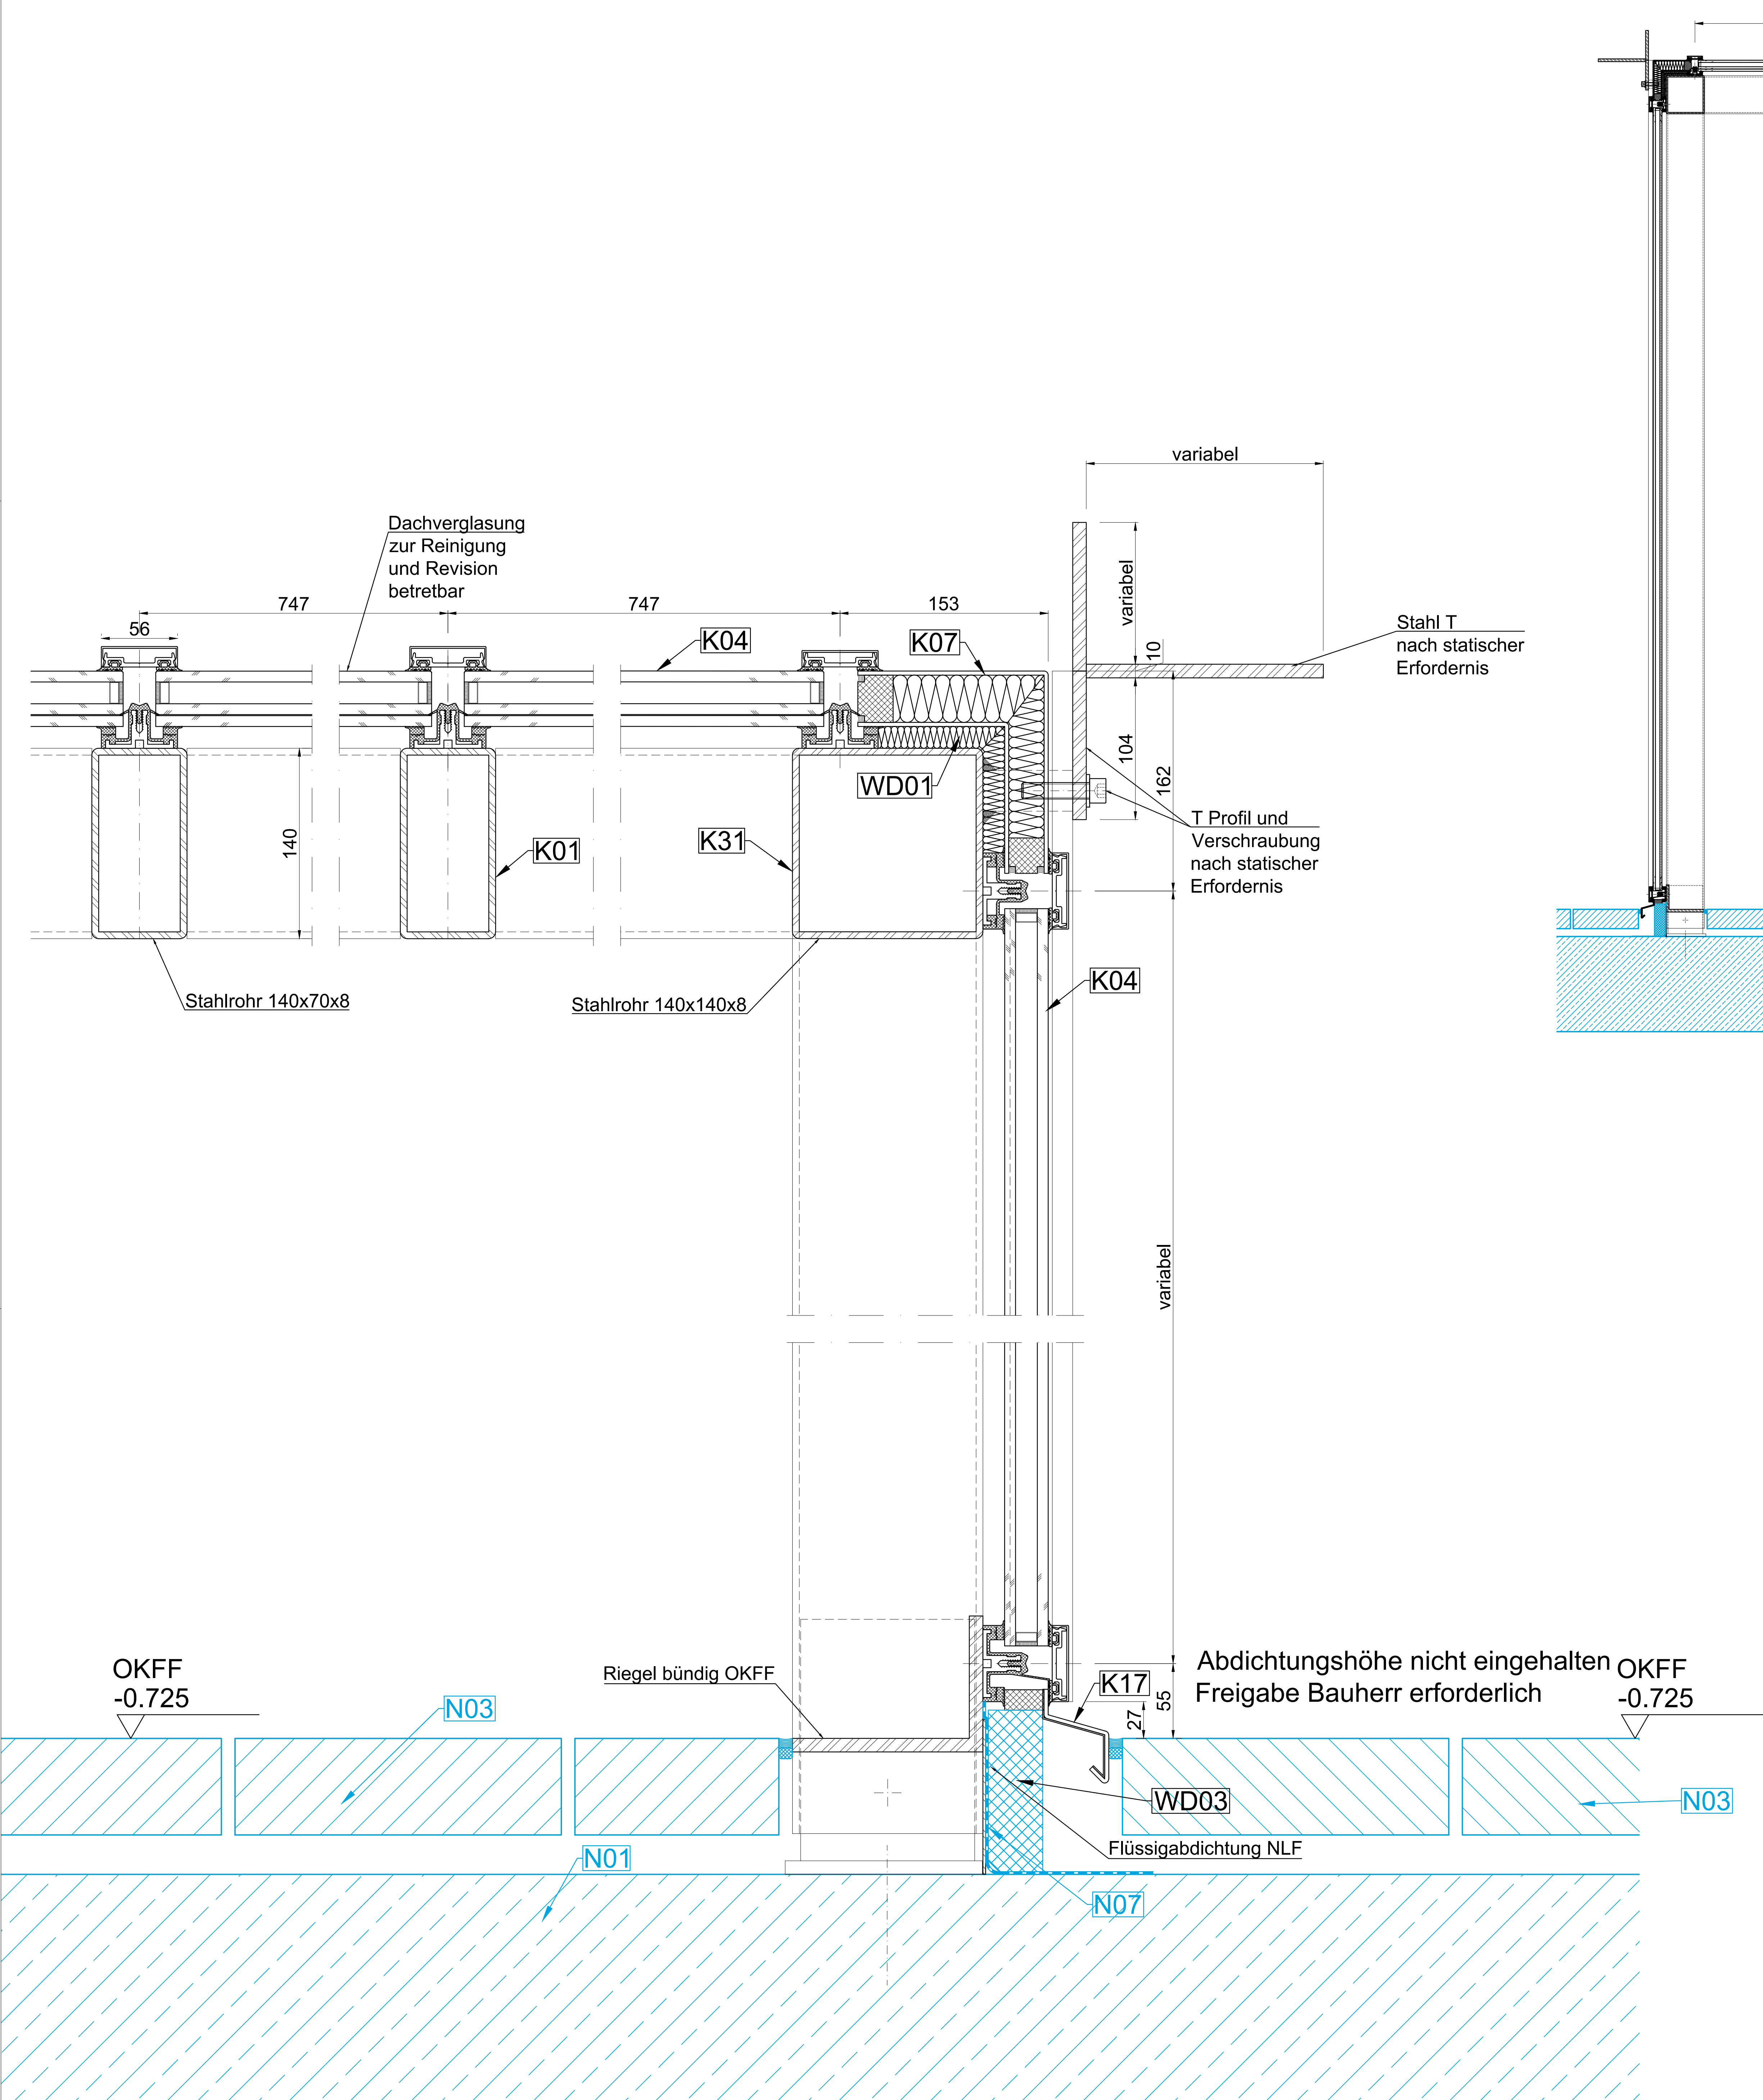 variabel
Dachverglasung
zur Reinigung
und Revision
betretbar
variabel
747
747
153
56
K04
K07
10
Stahl T
nach statischer
Erfordernis
104
162
WD01
140
K01
K31
T Profil und
Verschraubung
nach statischer
Erfordernis
K04
Stahlrohr 140x70x8
Stahlrohr 140x140x8
variabel
OKFF
-0.725
N03
Riegel bündig OKFF
K17
27
55
Abdichtungshöhe nicht eingehalten
Freigabe Bauherr erforderlich
OKFF
-0.725
WD03
N03
Flüssigabdichtung NLF
N01
N07